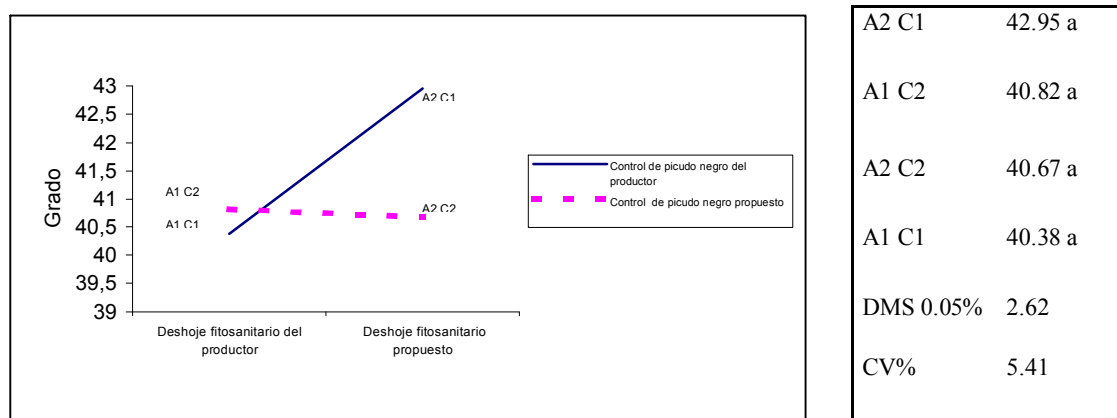 43
42,5
42
41,5
41
40,5
40
39,5
39
Grado
A1 C2
A1 C1
A2 C1
A2 C2
Deshoje fitosanitario del
productor
Deshoje fitosanitario
propuesto
Control de picudo negro del
productor
Control de picudo negro propuesto
A2 C1 42.95 a
A1 C2 40.82 a
A2 C2 40.67 a
A1 C1 40.38 a
DMS 0.05% 2.62
CV% 5.41